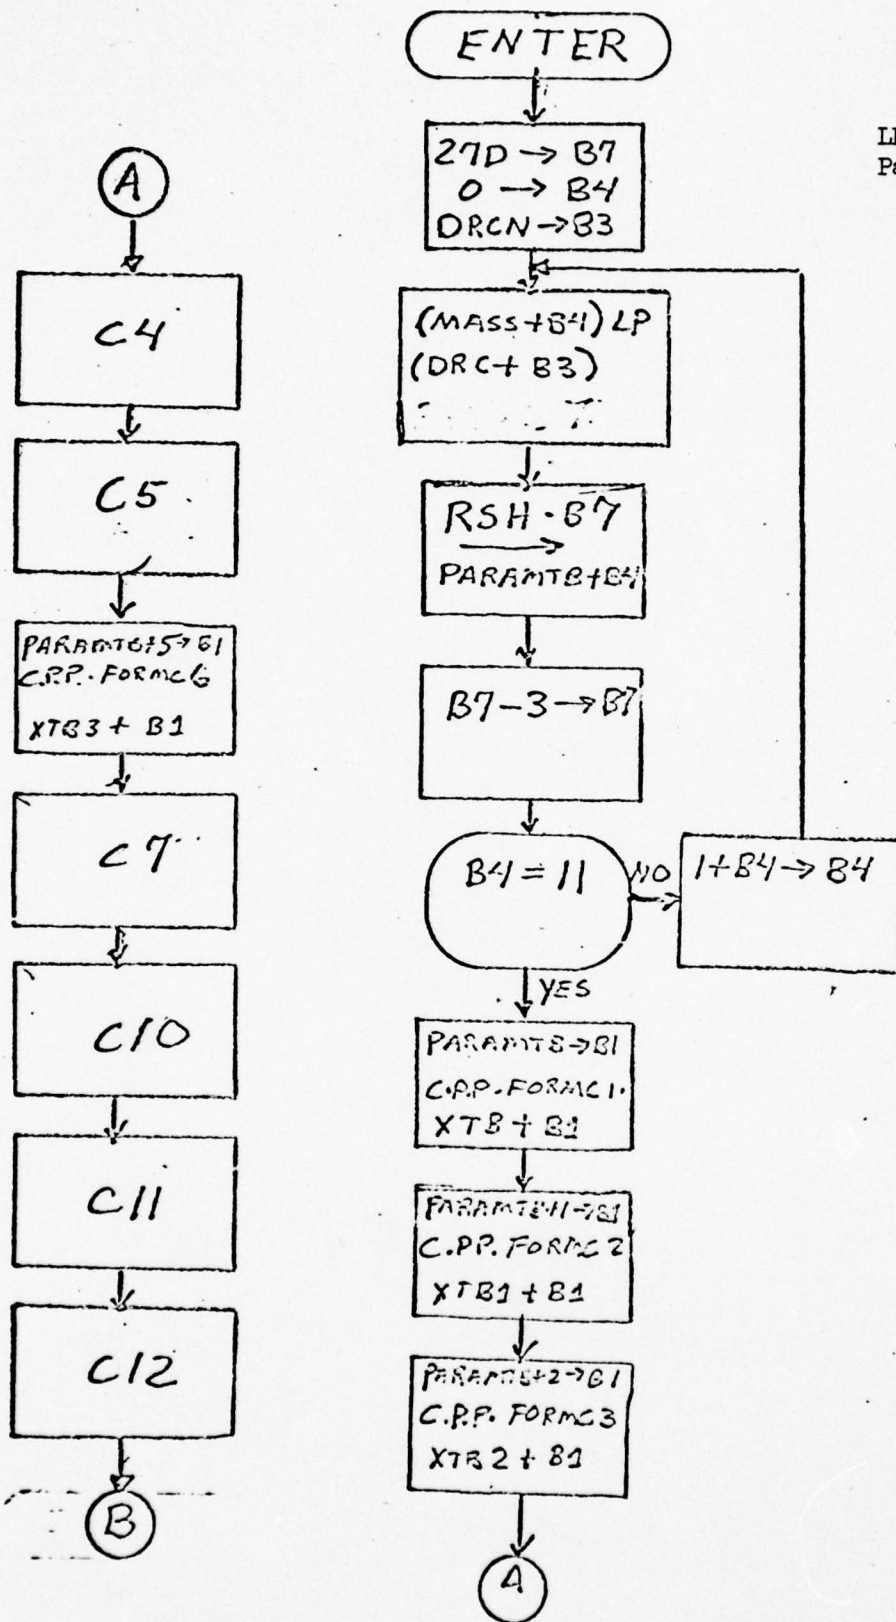 ENTER
27D → B7
0 → B4
DRCN → B3
(MASS+B4) LP
(DRC+ B3)
RSH · B7
PARAMTB+B4
B7-3 → B7
B4 = 11
NO
1+B4 → B4
YES
PARAMTB→B1
C.P.P. FORMC1.
XTB + B1
PARAMTB+1→B1
C.P.P. FORMC2
XTB1 + B1
PARAMTB+2→B1
C.P.P. FORMC3
XTB2 + B1
A
A
C4
C5
PARAMTB+5→B1
C.P.P. FORMC6
XTB3 + B1
C7
C10
C11
C12
B